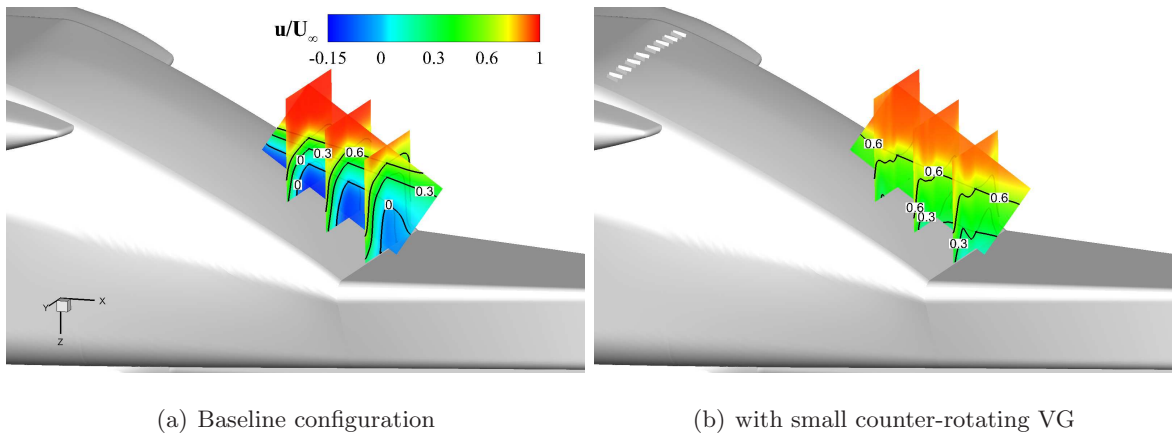 u/U∞
-0.15 0 0.3 0.6 1
0 0.3 0.6
0
0.3
0
X
Y
Z
0.6
0.6
0.6
0.6
0.3
0.3
(a) Baseline configuration
(b) with small counter-rotating VG